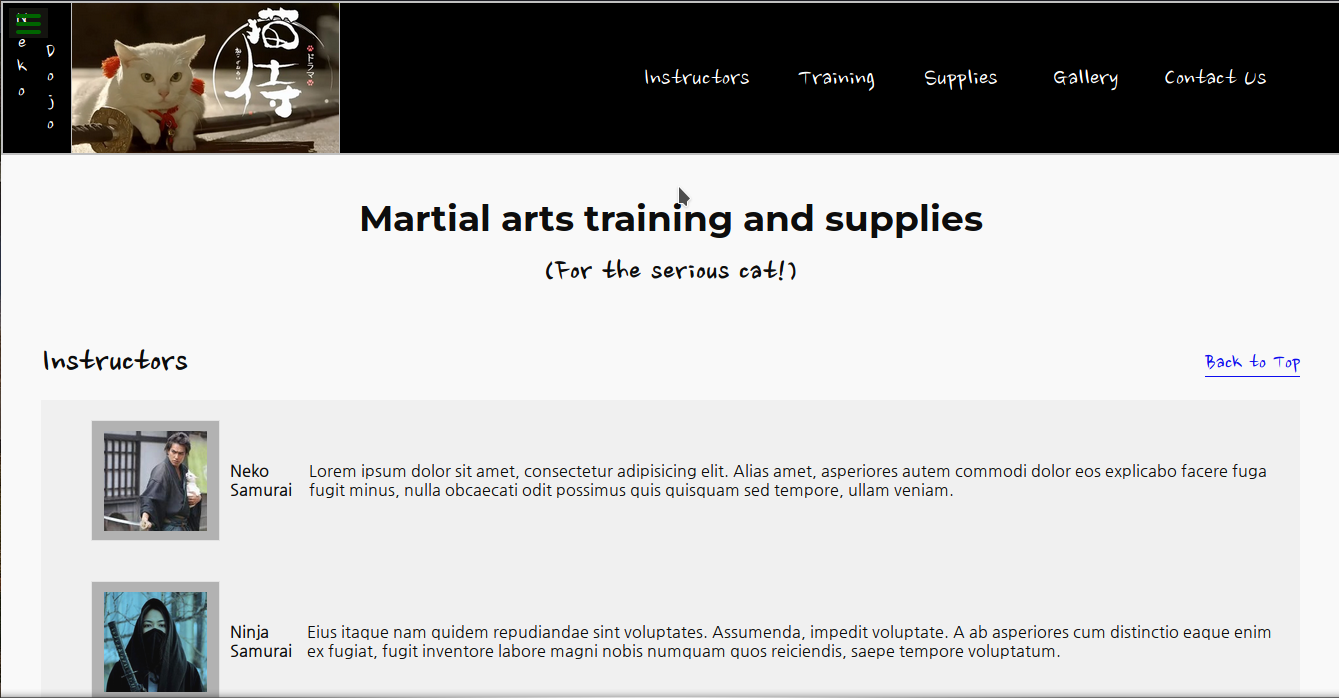 Neko
Dojo
猫侍
ドラマ
Instructors Training Supplies Gallery Contact Us
Martial arts training and supplies
(For the serious cat!)
Instructors
Back to Top
Neko
Samurai
Lorem ipsum dolor sit amet, consectetur adipisicing elit. Alias amet, asperiores autem commodi dolor eos explicabo facere fuga
fugit minus, nulla obcaecati odit possimus quis quisquam sed tempore, ullam veniam.
Ninja
Samurai
Eius itaque nam quidem repudiandae sint voluptates. Assumenda, impedit voluptate. A ab asperiores cum distinctio eaque enim
ex fugiat, fugit inventore labore magni nobis numquam quos reiciendis, saepe tempore voluptatum.